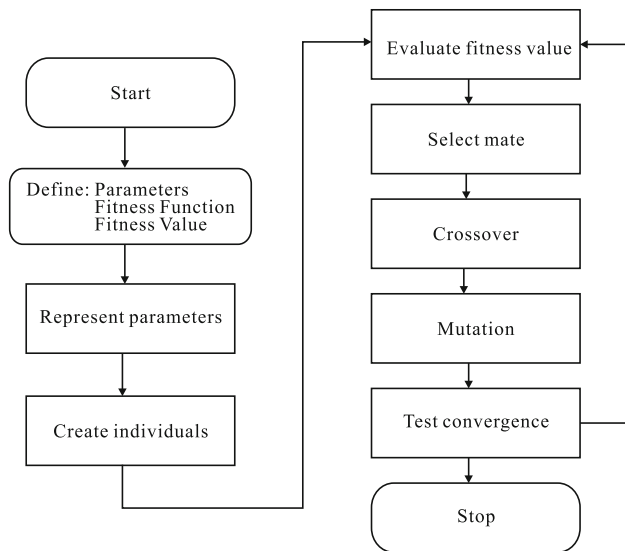 Start
Define: Parameters
Fitness Function
Fitness Value
Represent parameters
Create individuals
Evaluate fitness value
Select mate
Crossover
Mutation
Test convergence
Stop